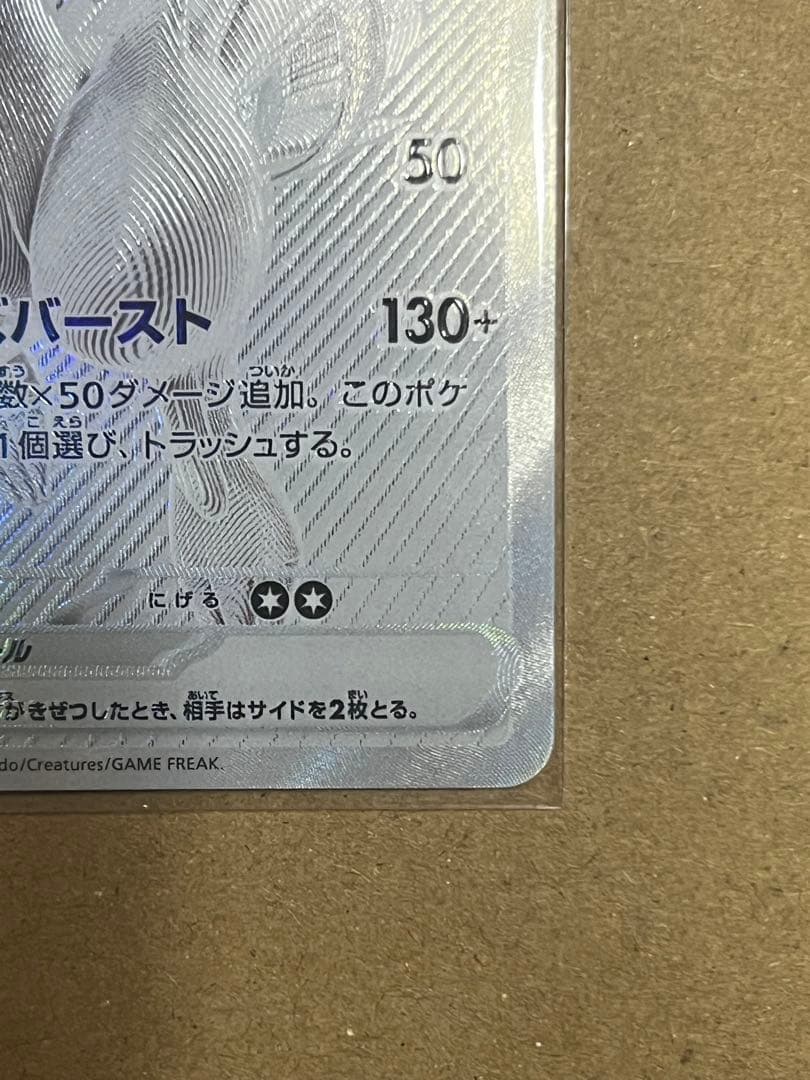 50
バースト 130+
数×50ダメージ追加。このポケ
1個選び、トラッシュする。
にげる
ール
がきぜつしたとき、相手はサイドを2枚とる。
do/Creatures/GAME FREAK.